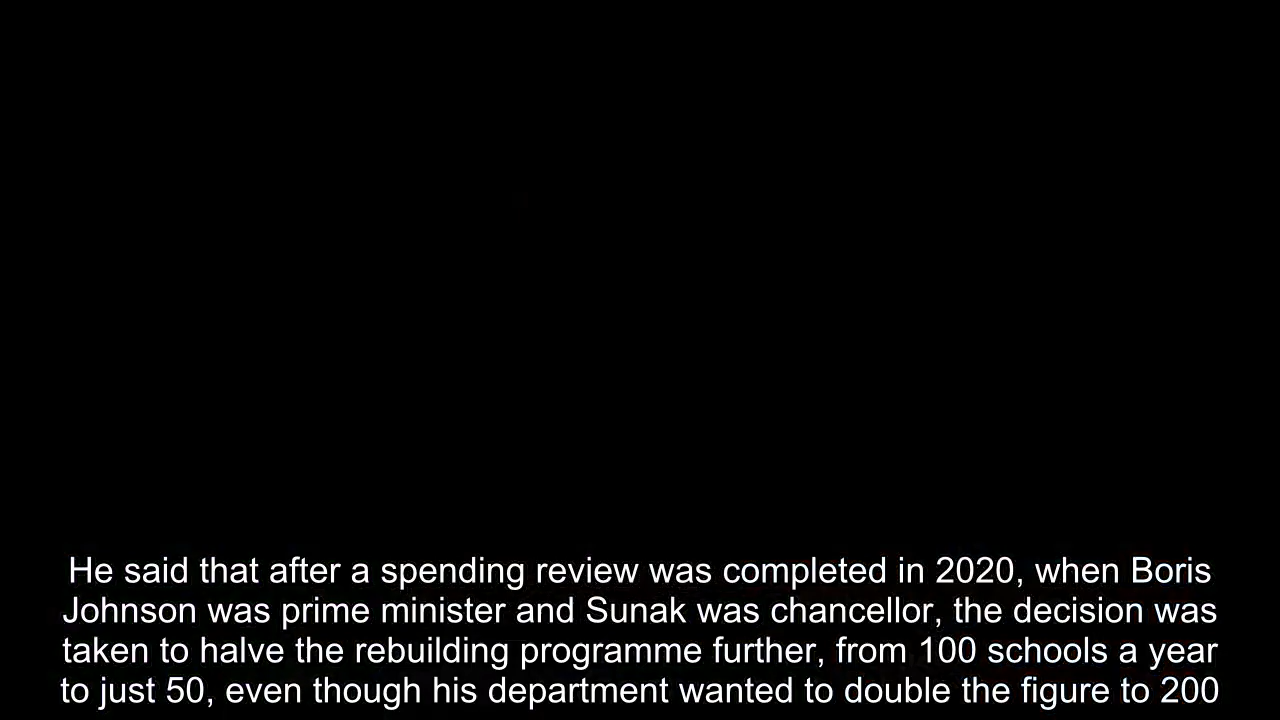 He said that after a spending review was completed in 2020, when Boris
Johnson was prime minister and Sunak was chancellor, the decision was
taken to halve the rebuilding programme further, from 100 schools a year
to just 50, even though his department wanted to double the figure to 200